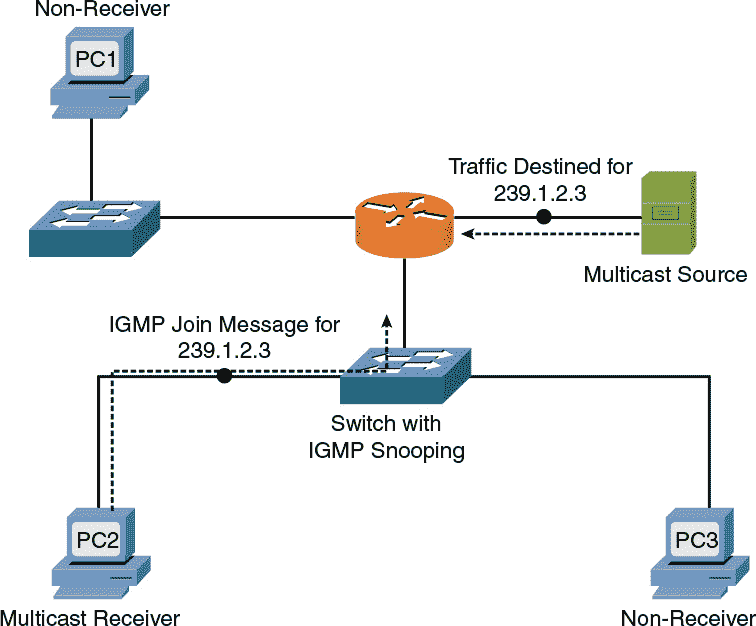 Non-Receiver
PC1
Traffic Destined for
239.1.2.3
Multicast Source
IGMP Join Message for
239.1.2.3
Switch with
IGMP Snooping
PC2
Multicast Receiver
PC3
Non-Receiver